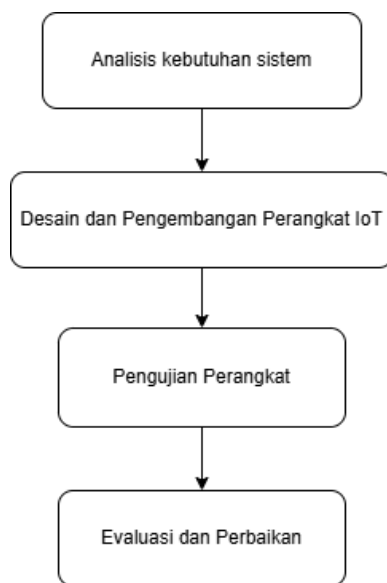 Analisis kebutuhan sistem
Desain dan Pengembangan Perangkat IoT
Pengujian Perangkat
Evaluasi dan Perbaikan